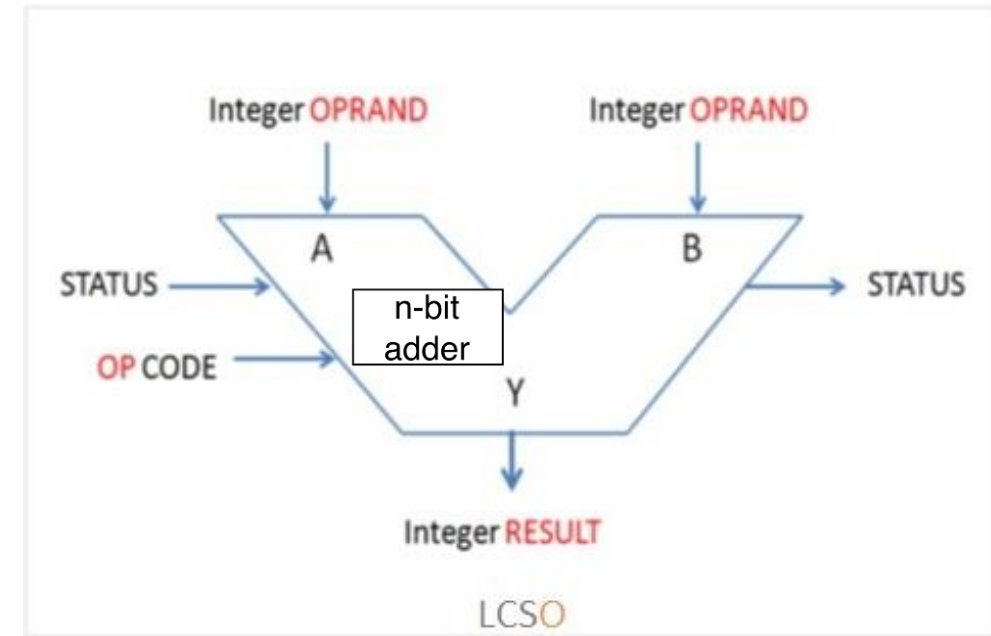 Integer OPRAND
Integer OPRAND
A
B
STATUS
STATUS
n-bit
adder
OP CODE
Y
Integer RESULT
LCSO